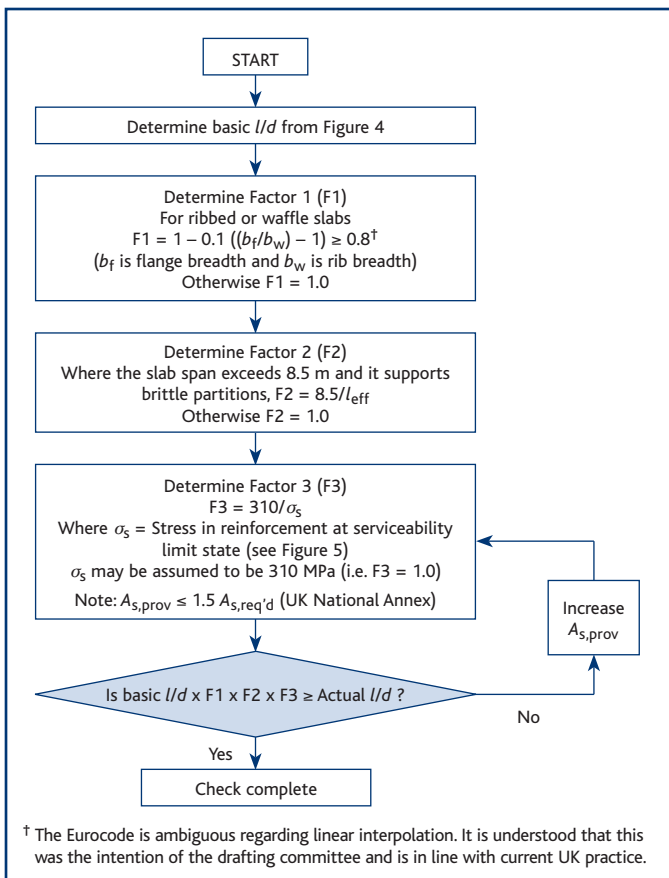 START
Determine basic l/d from Figure 4
Determine Factor 1 (F1)
For ribbed or waffle slabs
F1 = 1 – 0.1 ((bf/bw) – 1) ≥ 0.8†
(bf is flange breadth and bw is rib breadth)
Otherwise F1 = 1.0
Determine Factor 2 (F2)
Where the slab span exceeds 8.5 m and it supports
brittle partitions, F2 = 8.5/leff
Otherwise F2 = 1.0
Determine Factor 3 (F3)
F3 = 310/σs
Where σs = Stress in reinforcement at serviceability
limit state (see Figure 5)
σs may be assumed to be 310 MPa (i.e. F3 = 1.0)
Note: As,prov ≤ 1.5 As,req'd (UK National Annex)
Increase
As,prov
Is basic l/d x F1 x F2 x F3 ≥ Actual l/d ?
No
Yes
Check complete
† The Eurocode is ambiguous regarding linear interpolation. It is understood that this
was the intention of the drafting committee and is in line with current UK practice.